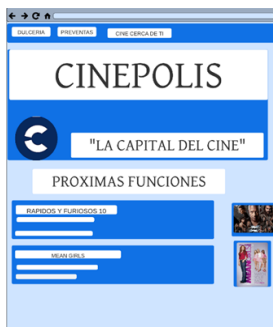 DULCERIA
PREVENTAS
CINE CERCA DE TI
CINEPOLIS
"LA CAPITAL DEL CINE"
PROXIMAS FUNCIONES
RAPIDOS Y FURIOSOS 10
MEAN GIRLS